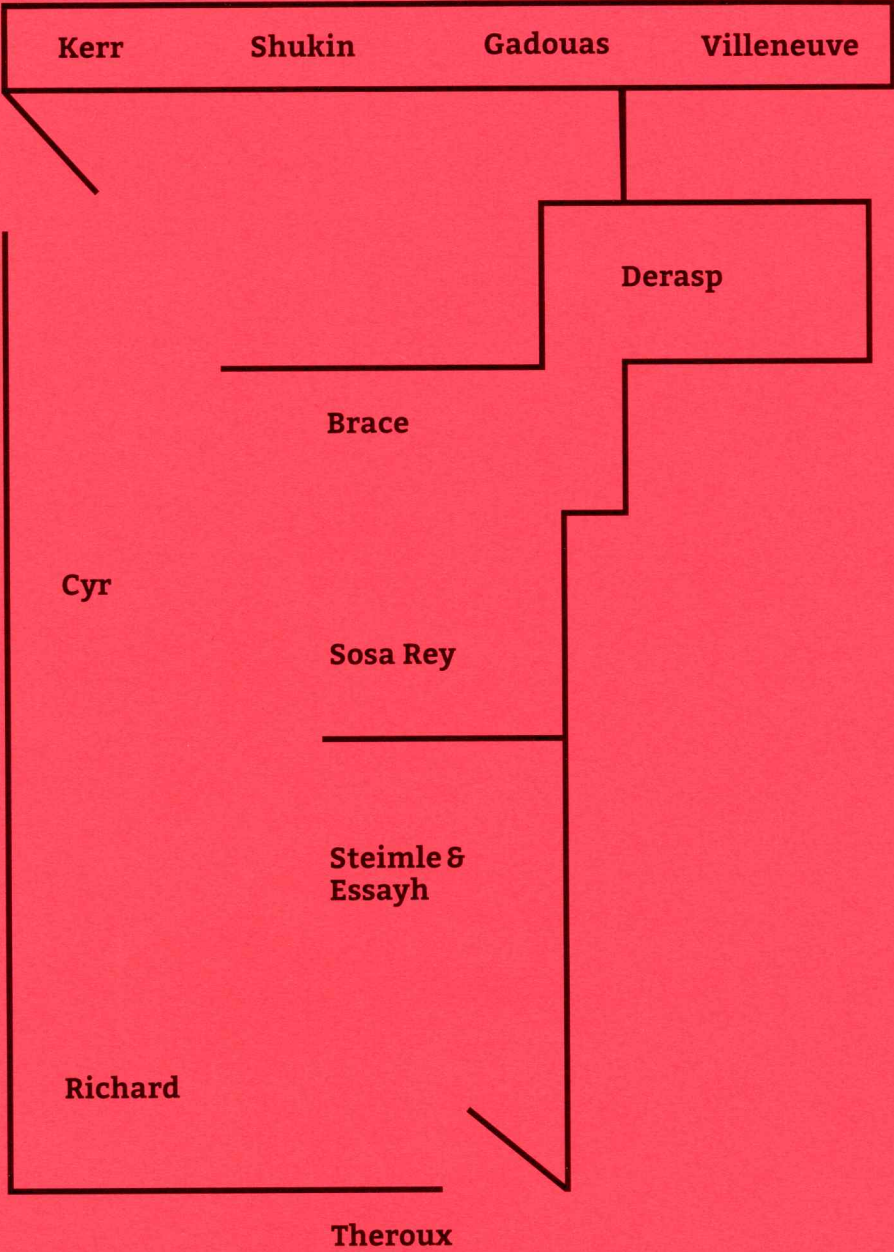 Kerr Shukin Gadouas Villeneuve
Derasp
Brace
Cyr
Sosa Rey
Steimle &
Essayh
Richard
Theroux